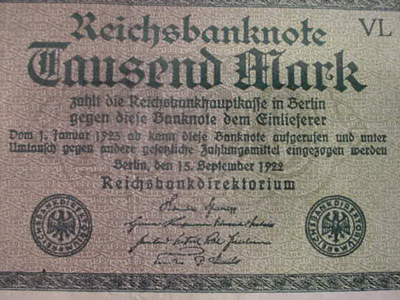 Reichsbanknote
VL
Tausend Mark
zahlt die Reichsbankhauptkasse in Berlin
gegen diese Banknote dem Einlieferer
Vom 1. Januar 1923 ab kann diese Banknote aufgerufen und unter
Umtausch gegen andere gesetzliche Zahlungsmittel eingezogen werden
Berlin, den 15. September 1922
Reichsbankdirektorium
REICHSBANKDIREKTORIUM
REICHSBANKDIREKTORIUM